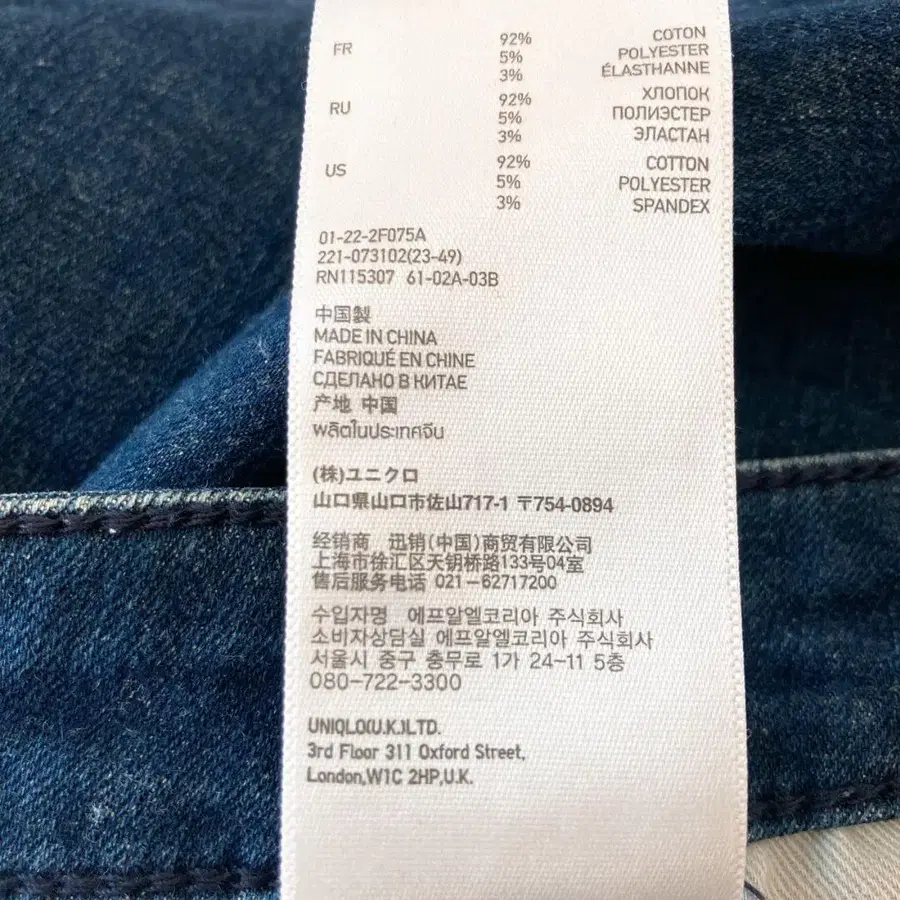 FR 92% COTON
5% POLYESTER
3% ÉLASTHANNE
RU 92% ХЛОПОК
5% ПОЛИЭСТЕР
3% ЭЛАСТАН
US 92% COTTON
5% POLYESTER
3% SPANDEX
01-22-2F075A
221-073102(23-49)
RN115307 61-02A-03B
中国製
MADE IN CHINA
FABRIQUÉ EN CHINE
СДЕЛАНО В КИТАЕ
产地 中国
ผลิตในประเทศจีน
(株)ユニクロ
山口県山口市佐山717-1 〒754-0894
经销商 迅销(中国)商贸有限公司
上海市徐汇区天钥桥路133号04室
售后服务电话 021-62717200
수입자명 에프알엘코리아 주식회사
소비자상담실 에프알엘코리아 주식회사
서울시 중구 충무로 1가 24-11 5층
080-722-3300
UNIQLO(U.K.)LTD.
3rd Floor 311 Oxford Street,
London,W1C 2HP,U.K.